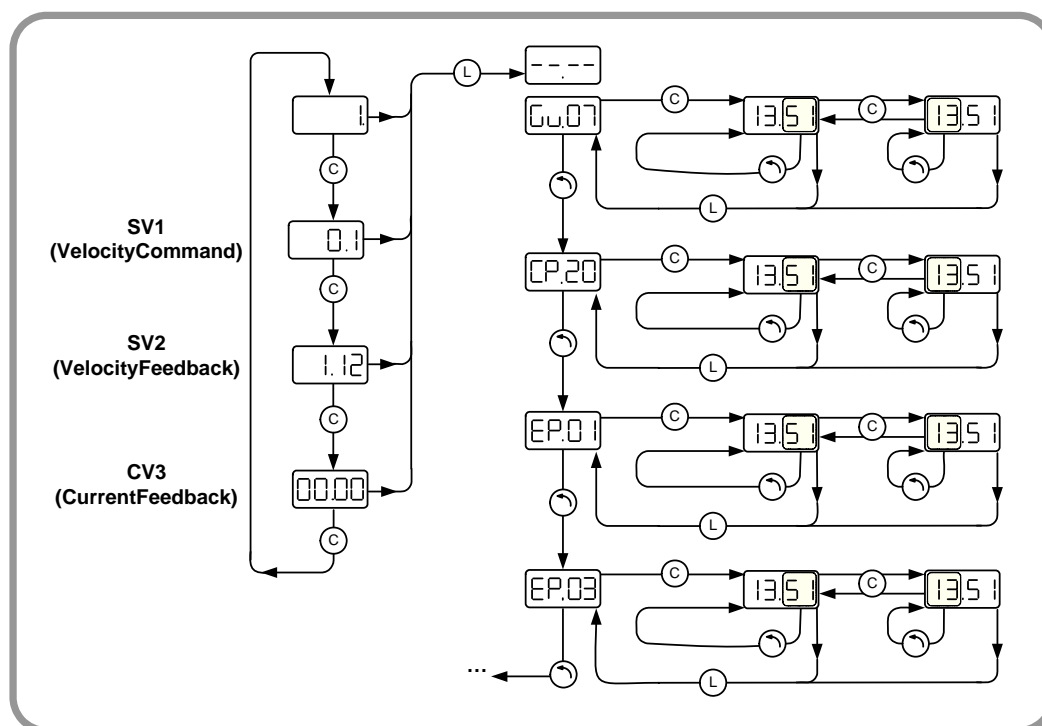 L
--.--
1.
Gu.07
C
13.51
C
13.51
C
L
SV1
(VelocityCommand)
0.1
C
CP.20
C
13.51
C
13.51
SV2
(VelocityFeedback)
1.12
L
C
EP.01
C
13.51
C
13.51
CV3
(CurrentFeedback)
00.00
L
C
EP.03
C
13.51
C
13.51
...
L